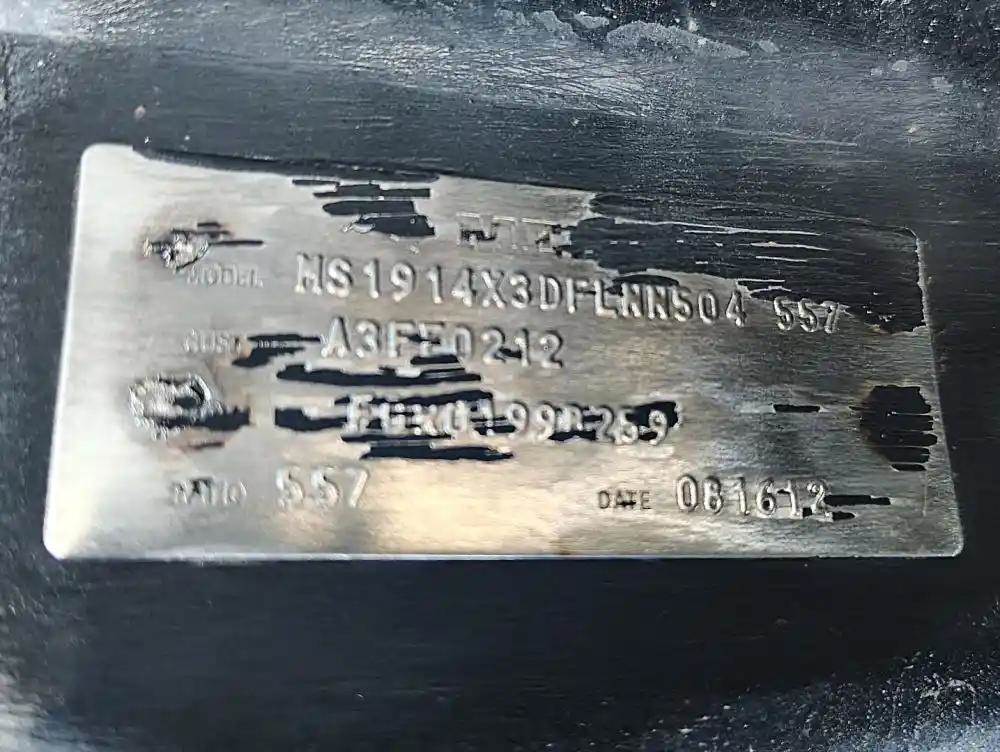 MODEL MS1914X3DFLNN504 557
CUST A3FE0212
RATIO 557 DATE 081612